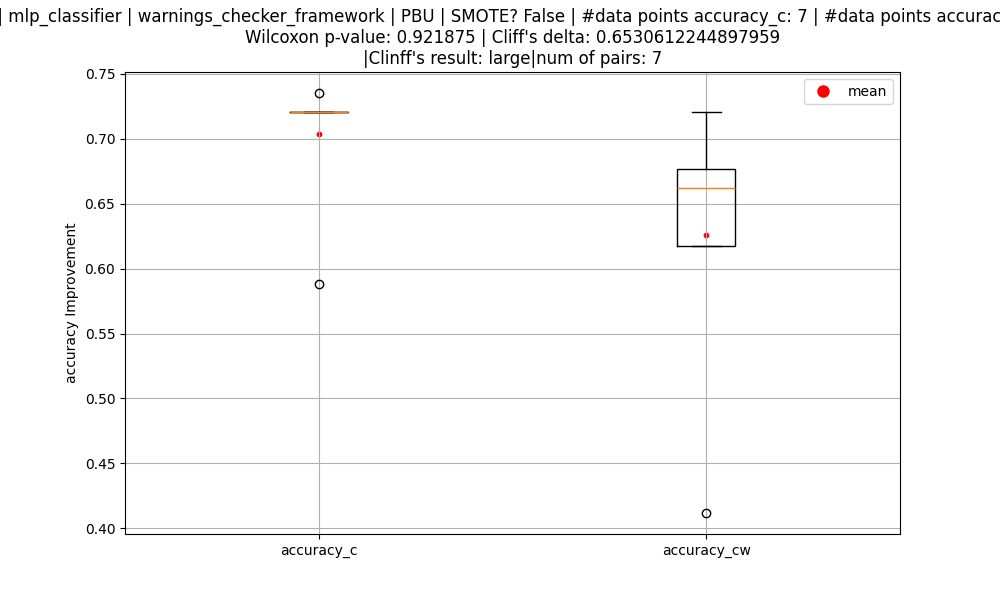 | mlp_classifier | warnings_checker_framework | PBU | SMOTE? False | #data points accuracy_c: 7 | #data points accurac
Wilcoxon p-value: 0.921875 | Cliff's delta: 0.6530612244897959
|Clinff's result: large|num of pairs: 7
mean
0.75
0.70
0.65
0.60
0.55
0.50
0.45
0.40
accuracy Improvement
accuracy_c
accuracy_cw